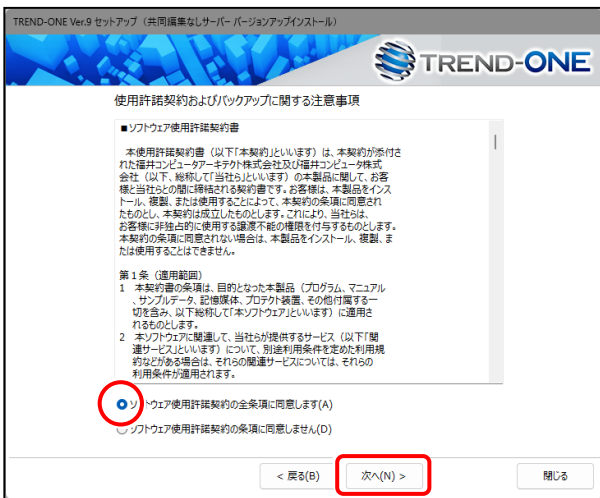 TREND-ONE Ver.9 セットアップ（共同編集なしサーバー バージョンアップインストール）
TREND-ONE
使用許諾契約およびバックアップに関する注意事項
■ソフトウェア使用許諾契約書
本使用許諾契約書（以下「本契約」といいます）は、本契約が添付さ
れた福井コンピュータアーキテクト株式会社及び福井コンピュータ株式
会社（以下、総称して「当社ら」といいます）の本製品に関して、お客
様と当社らとの間に締結される契約書です。お客様は、本製品をインス
トール、複製、または使用することによって、本契約の条項に同意され
たものとし、本契約は成立したものとします。これにより、当社らは、
お客様に非独占的に使用する譲渡不能の権限を付与するものとします。
本契約の条項に同意されない場合は、本製品をインストール、複製、ま
たは使用することはできません。
第１条（適用範囲）
1 本契約書の条項は、目的となった本製品（プログラム、マニュアル
、サンプルデータ、記憶媒体、プロテクト装置、その他付属する一
切を含み、以下総称して「本ソフトウェア」といいます）に適用さ
れるものとします。
2 本ソフトウェアに関連して、当社らが提供するサービス（以下「関
連サービス」といいます）について、別途利用条件を定めた利用規
約などがある場合は、それらの関連サービスについては、それらの
利用条件が適用されます。
ソフトウェア使用許諾契約の全条項に同意します(A)
ソフトウェア使用許諾契約の条項に同意しません(D)
< 戻る(B)
次へ(N) >
閉じる